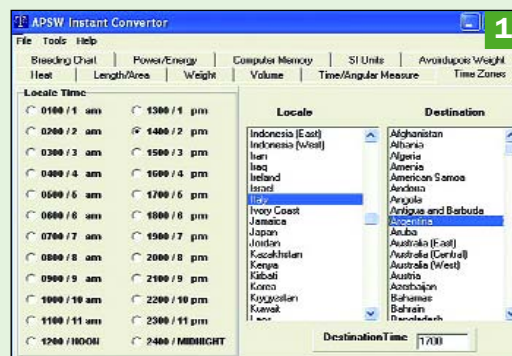 APSW Instant Convertor
1
File Tools Help
Breeding Chart Power/Energy Computer Memory SI Units Avoirdupois Weight
Heat Length/Area Weight Volume Time/Angular Measure Time Zones
Locale Time
0100 / 1 am 1300 / 1 pm
0200 / 2 am 1400 / 2 pm
0300 / 3 am 1500 / 3 pm
0400 / 4 am 1600 / 4 pm
0500 / 5 am 1700 / 5 pm
0600 / 6 am 1800 / 6 pm
0700 / 7 am 1900 / 7 pm
0800 / 8 am 2000 / 8 pm
0900 / 9 am 2100 / 9 pm
1000 / 10 am 2200 / 10 pm
1100 / 11 am 2300 / 11 pm
1200 / NOON 2400 / MIDNIGHT
Locale
Indonesia (East)
Indonesia (West)
Iran
Iraq
Ireland
Israel
Italy
Ivory Coast
Jamaica
Japan
Jordan
Kazakhstan
Kenya
Kiribati
Korea
Kyrgyzstan
Kuwait
Laos
Destination
Afghanistan
Albania
Algeria
Armenia
American Samoa
Andorra
Angola
Antigua and Barbuda
Argentina
Aruba
Australia (East)
Australia (Central)
Australia (West)
Austria
Azerbaijan
Bahamas
Bahrain
Bangladesh
Destination Time 1700